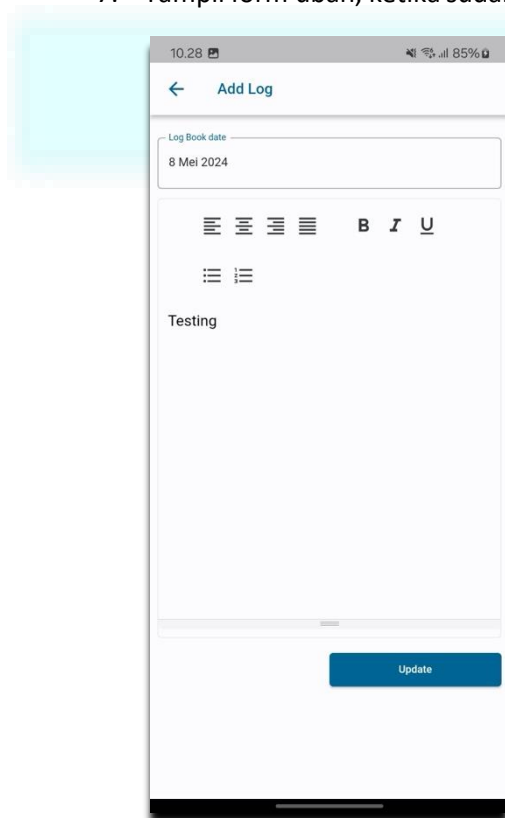 10.28 85%
Add Log
Log Book date
8 Mei 2024
B I U
Testing
Update